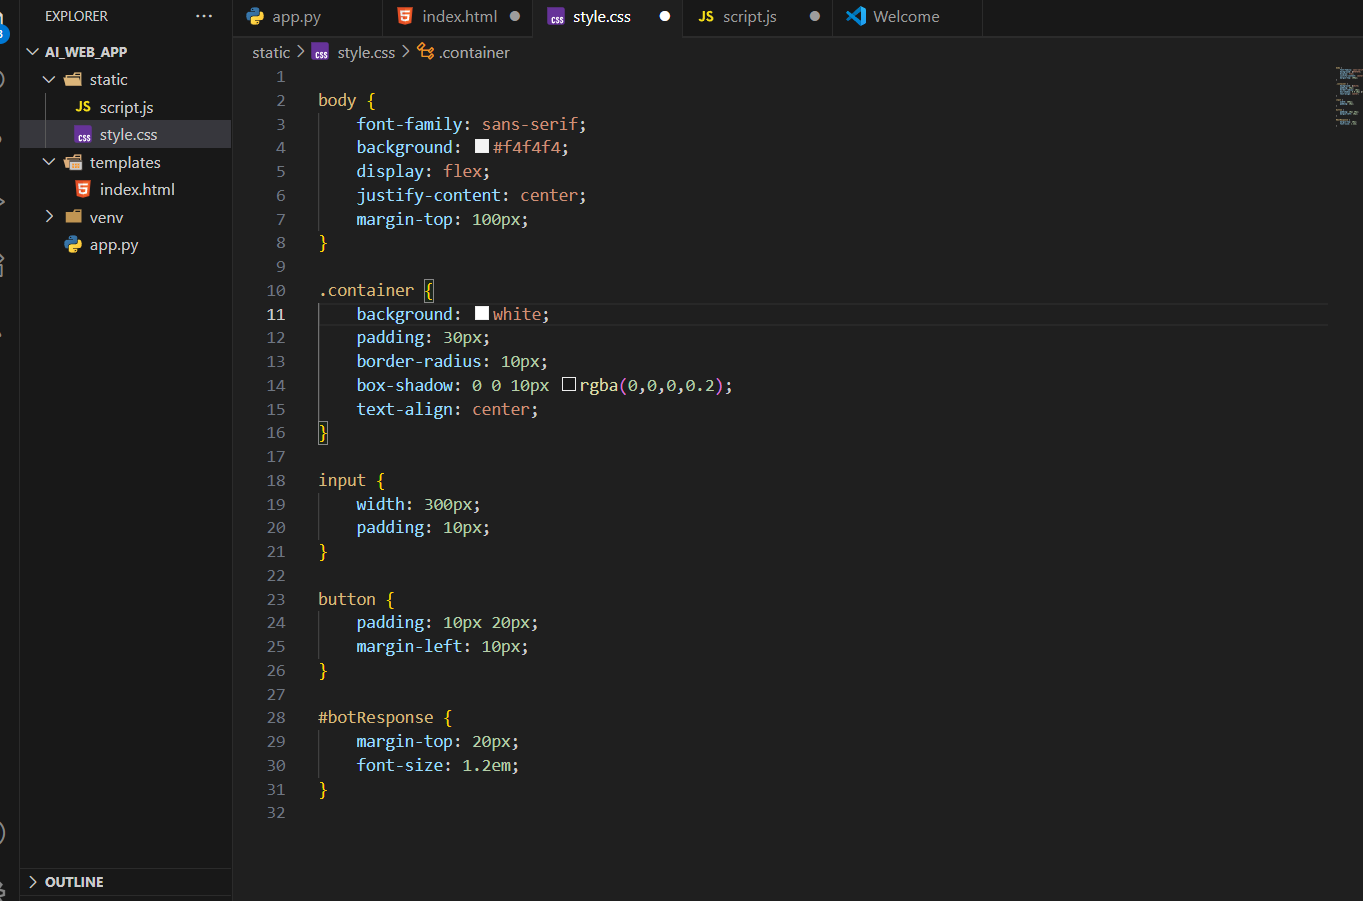 EXPLORER ...
app.py
index.html
style.css
JS script.js
Welcome
AI_WEB_APP
static
JS script.js
style.css
templates
index.html
venv
app.py
OUTLINE
static > style.css > .container
1
2 body {
3     font-family: sans-serif;
4     background: #f4f4f4;
5     display: flex;
6     justify-content: center;
7     margin-top: 100px;
8 }
9
10 .container {
11     background: white;
12     padding: 30px;
13     border-radius: 10px;
14     box-shadow: 0 0 10px rgba(0,0,0,0.2);
15     text-align: center;
16 }
17
18 input {
19     width: 300px;
20     padding: 10px;
21 }
22
23 button {
24     padding: 10px 20px;
25     margin-left: 10px;
26 }
27
28 #botResponse {
29     margin-top: 20px;
30     font-size: 1.2em;
31 }
32